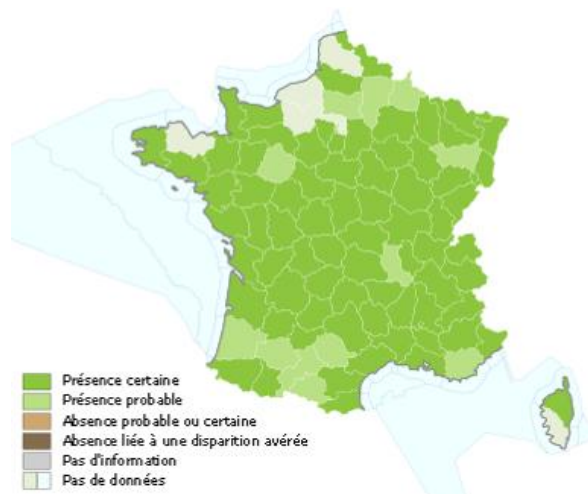 Présence certaine
Présence probable
Absence probable ou certaine
Absence liée à une disparition avérée
Pas d'information
Pas de données